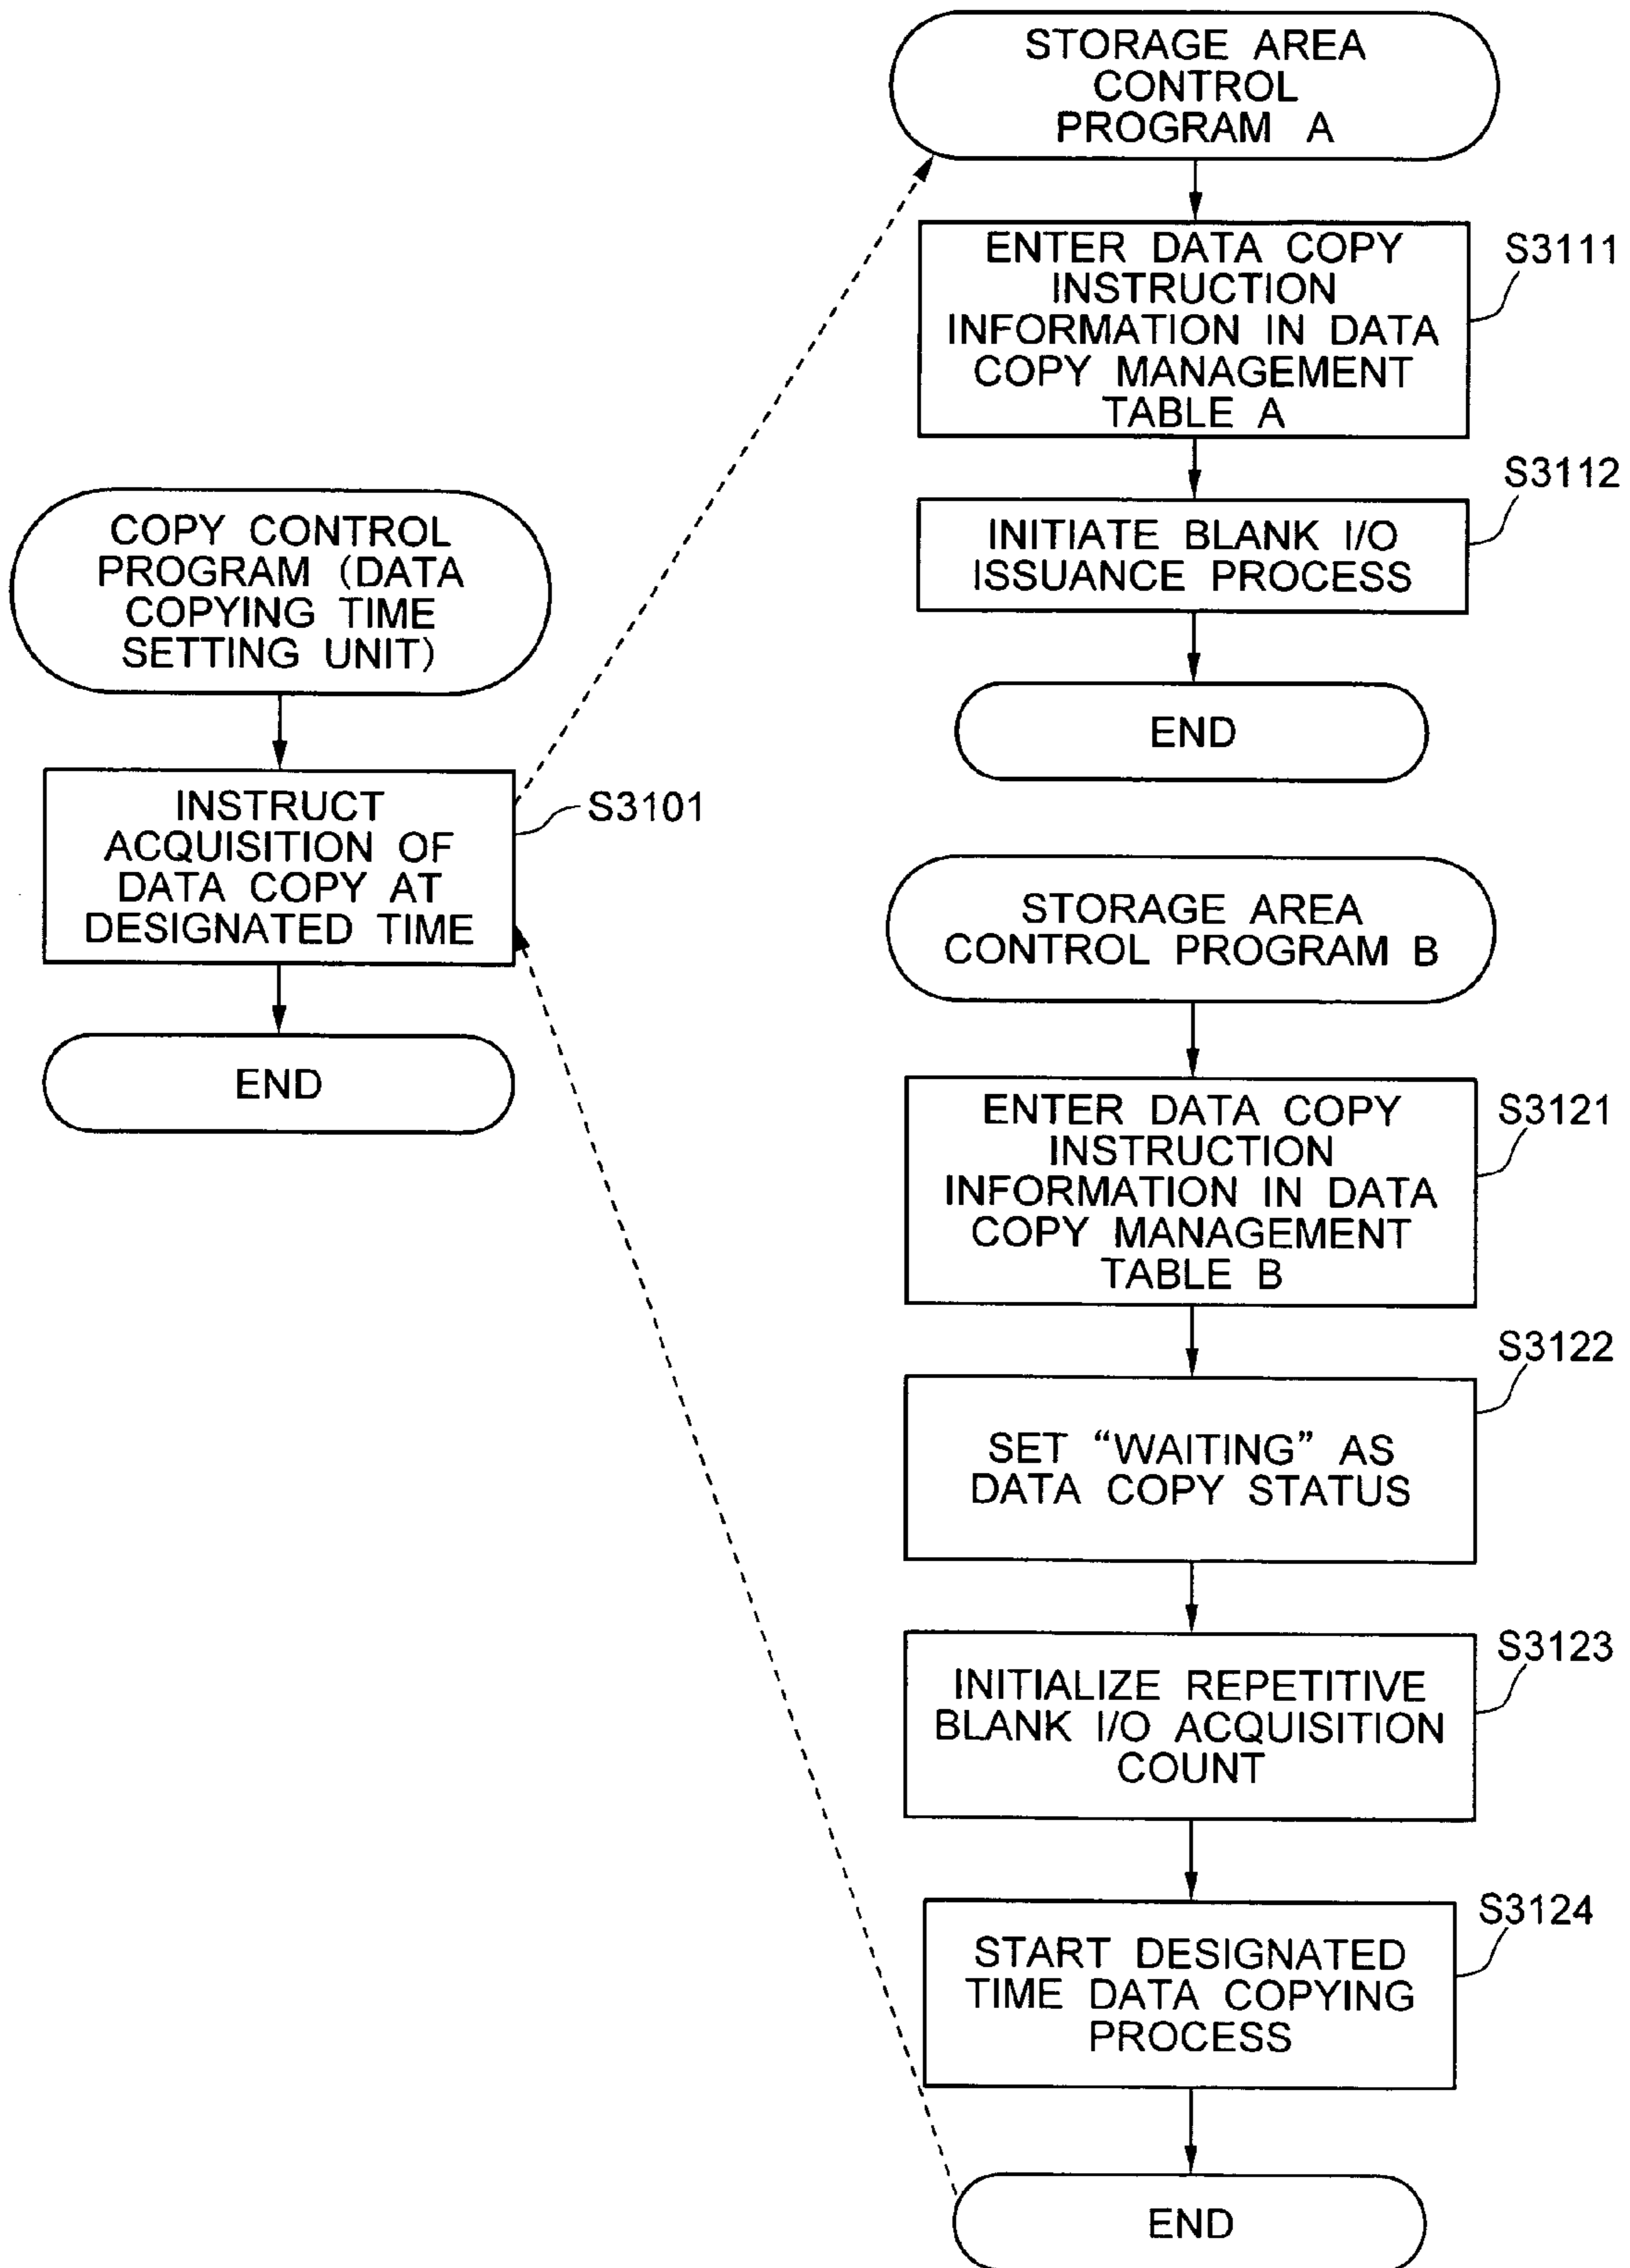 COPY CONTROL
PROGRAM (DATA
COPYING TIME
SETTING UNIT)
INSTRUCT
ACQUISITION OF
DATA COPY AT
DESIGNATED TIME
S3101
END
STORAGE AREA
CONTROL
PROGRAM A
ENTER DATA COPY
INSTRUCTION
INFORMATION IN DATA
COPY MANAGEMENT
TABLE A
S3111
INITIATE BLANK I/O
ISSUANCE PROCESS
S3112
END
STORAGE AREA
CONTROL PROGRAM B
ENTER DATA COPY
INSTRUCTION
INFORMATION IN DATA
COPY MANAGEMENT
TABLE B
S3121
SET “WAITING” AS
DATA COPY STATUS
S3122
INITIALIZE REPETITIVE
BLANK I/O ACQUISITION
COUNT
S3123
START DESIGNATED
TIME DATA COPYING
PROCESS
S3124
END